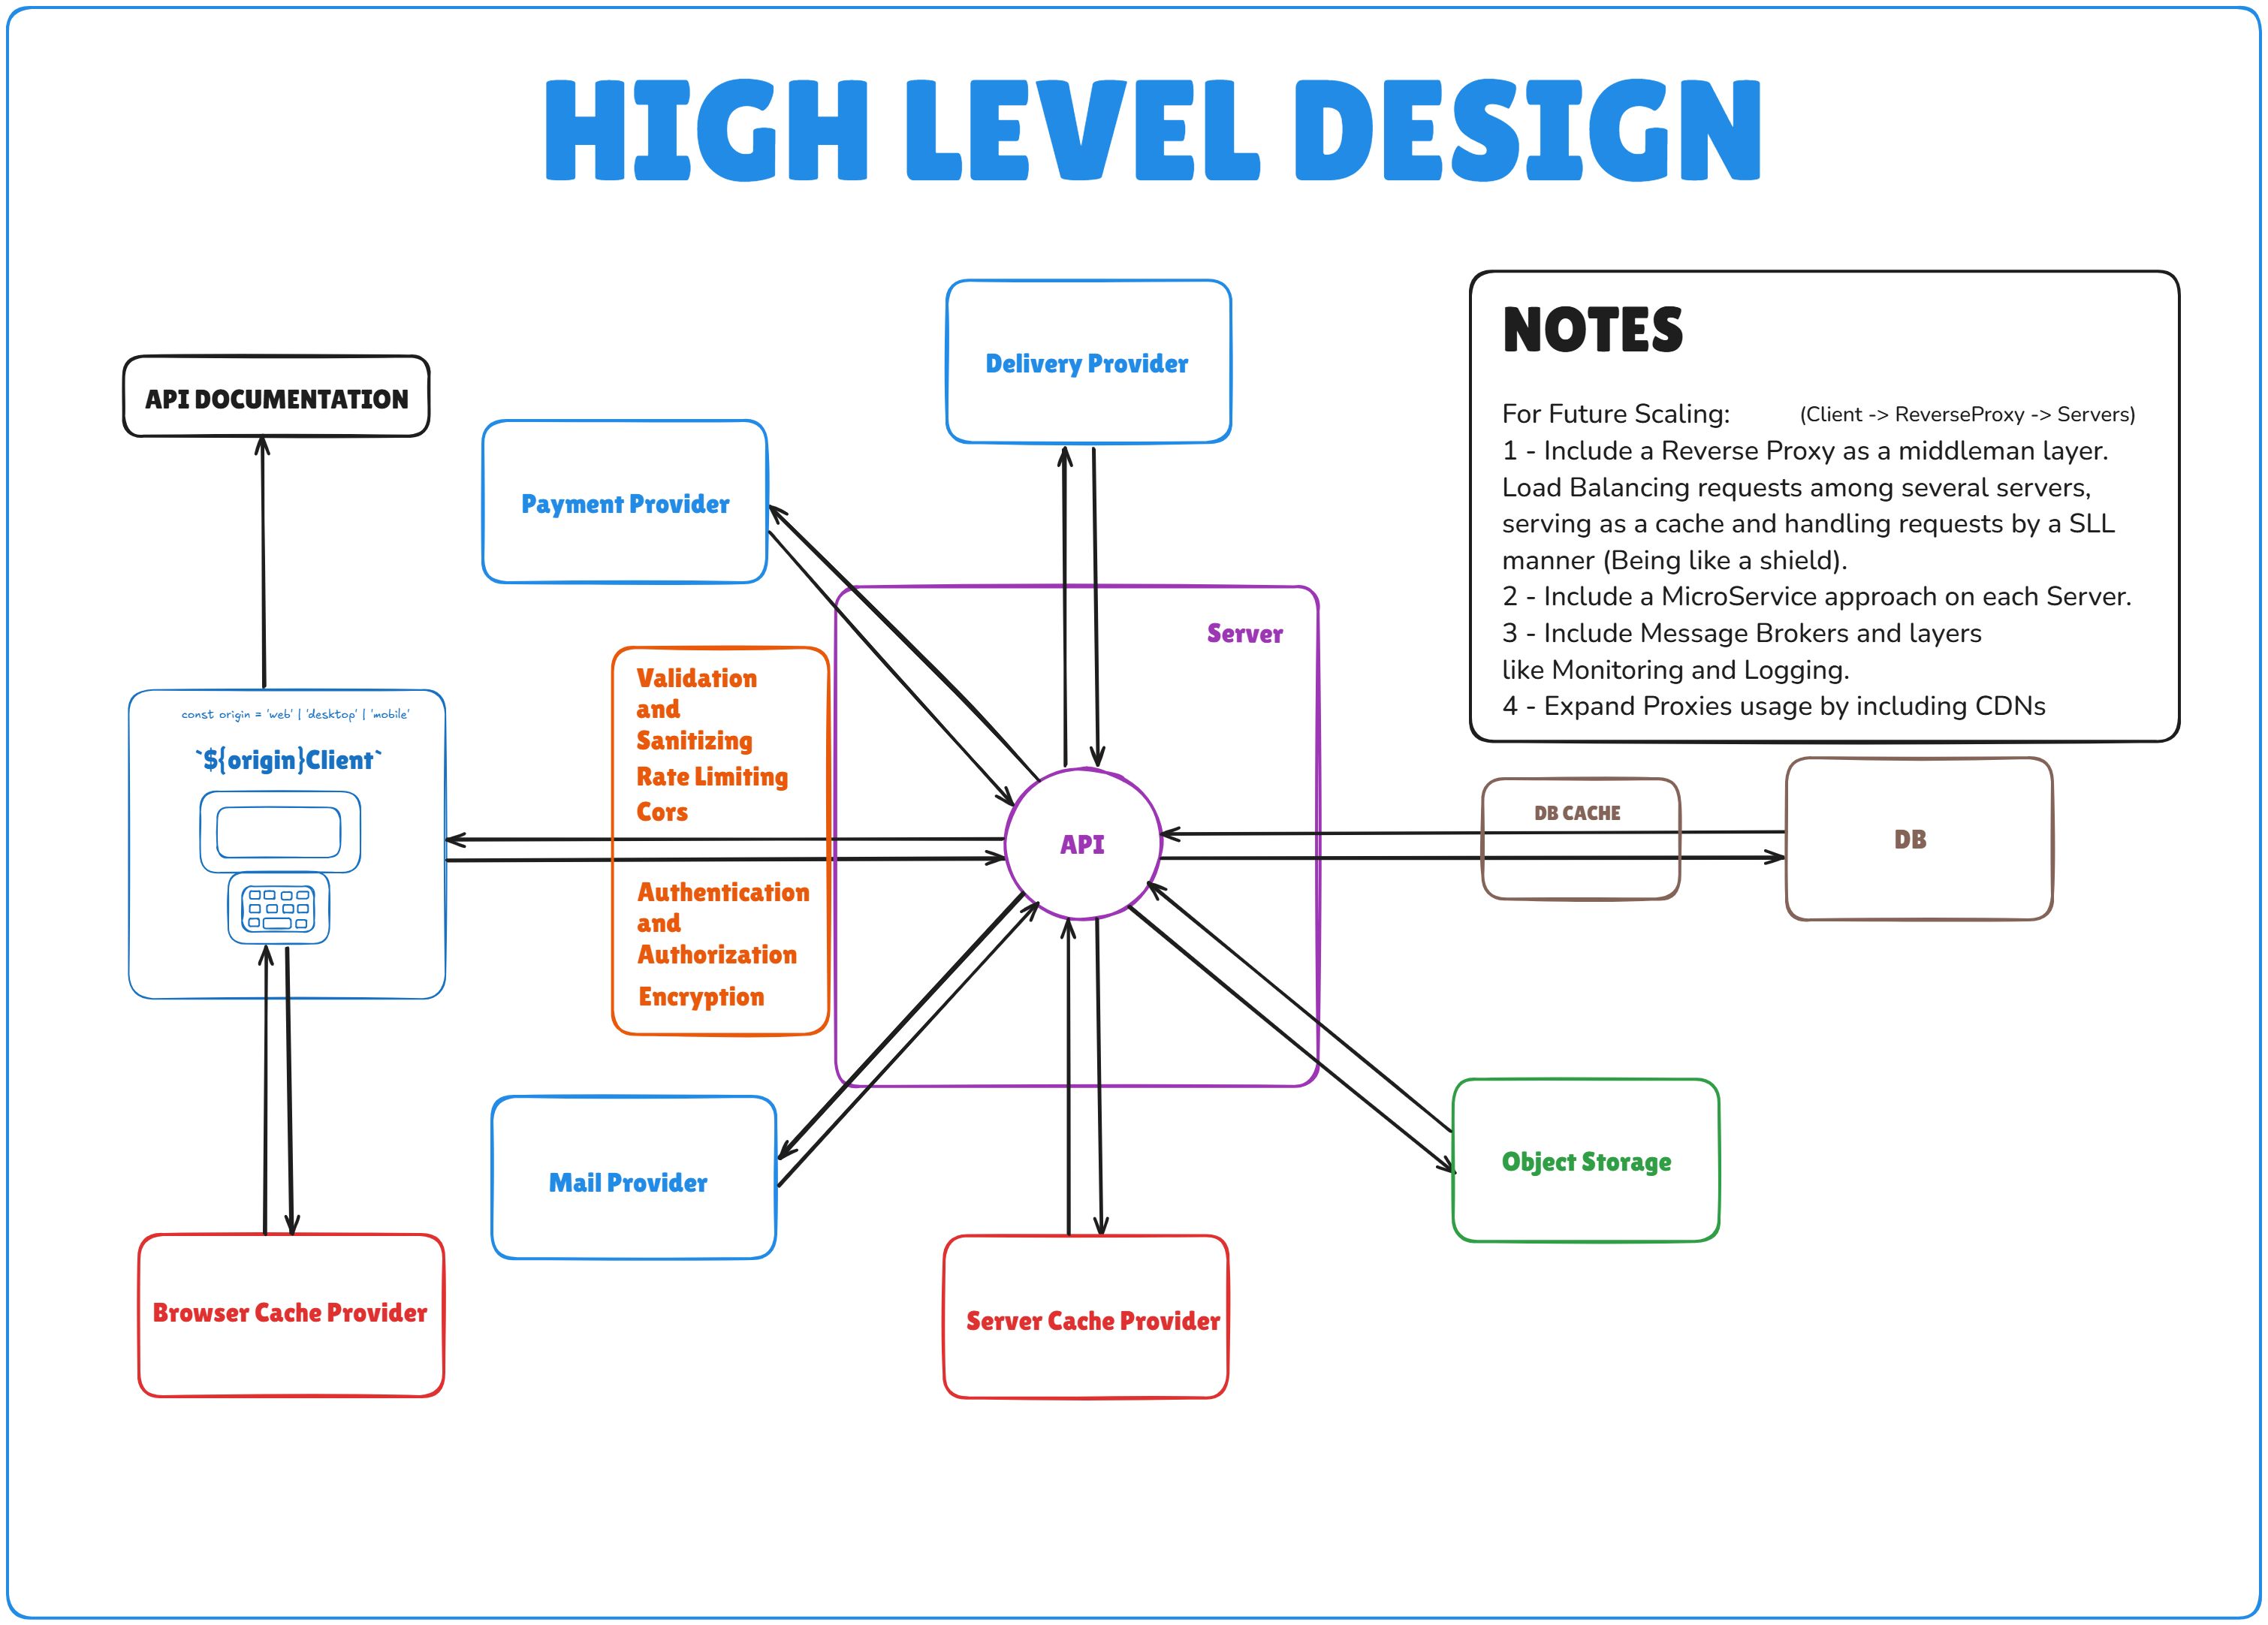 HIGH LEVEL DESIGN
API DOCUMENTATION
Payment Provider
Delivery Provider
NOTES
For Future Scaling: (Client -> ReverseProxy -> Servers)
1 - Include a Reverse Proxy as a middleman layer.
Load Balancing requests among several servers,
serving as a cache and handling requests by a SLL
manner (Being like a shield).
2 - Include a MicroService approach on each Server.
3 - Include Message Brokers and layers
like Monitoring and Logging.
4 - Expand Proxies usage by including CDNs
const origin = 'web' | 'desktop' | 'mobile'
`${origin}Client`
Validation
and
Sanitizing
Rate Limiting
Cors
Authentication
and
Authorization
Encryption
Server
API
DB CACHE
DB
Mail Provider
Object Storage
Browser Cache Provider
Server Cache Provider